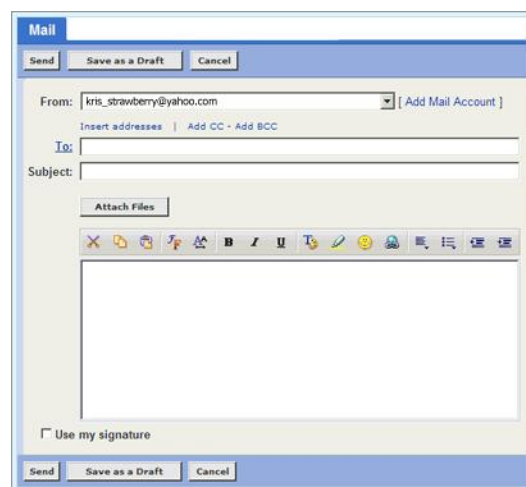 Mail
Send Save as a Draft Cancel
From: kris_strawberry@yahoo.com [ Add Mail Account ]
Insert addresses | Add CC - Add BCC
To:
Subject:
Attach Files
B I U
Use my signature
Send Save as a Draft Cancel